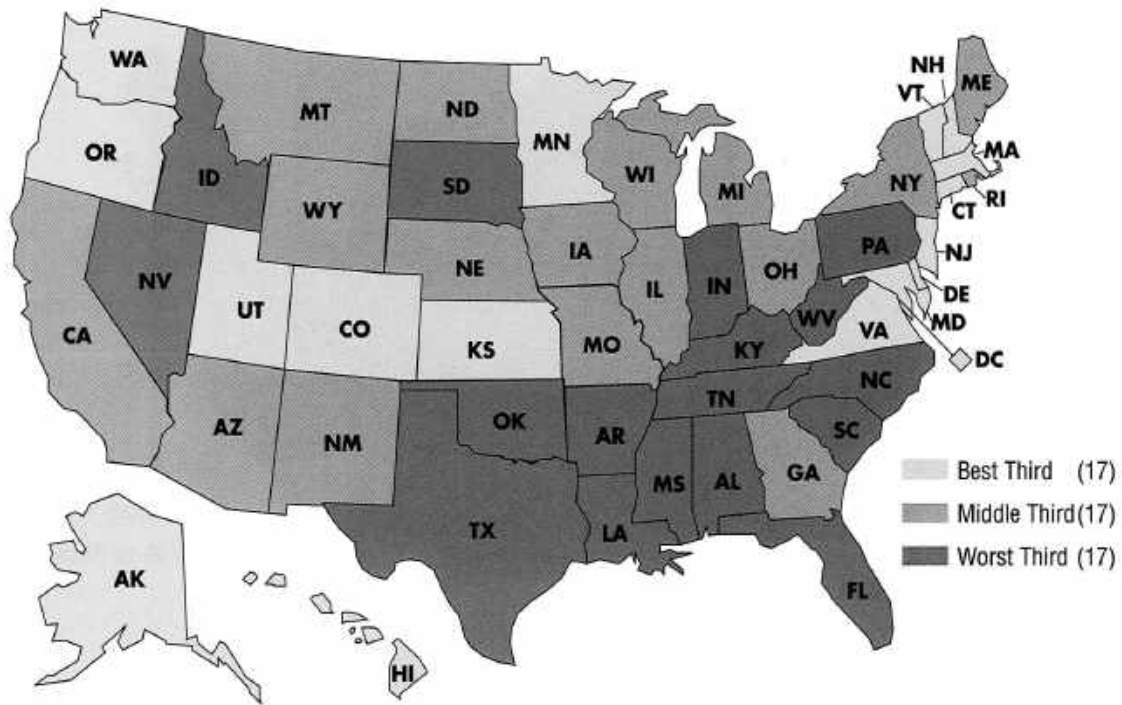 WA
NH
ME
VT
MT
ND
MN
OR
MA
ID
SD
WI
NY
MI
RI
WY
CT
PA
NJ
IA
NE
OH
NV
IL
IN
DE
UT
WV
MD
CO
VA
CA
KS
MO
KY
DC
NC
TN
OK
AZ
AR
SC
NM
Best Third (17)
GA
MS
AL
Middle Third (17)
TX
LA
Worst Third (17)
AK
FL
HI